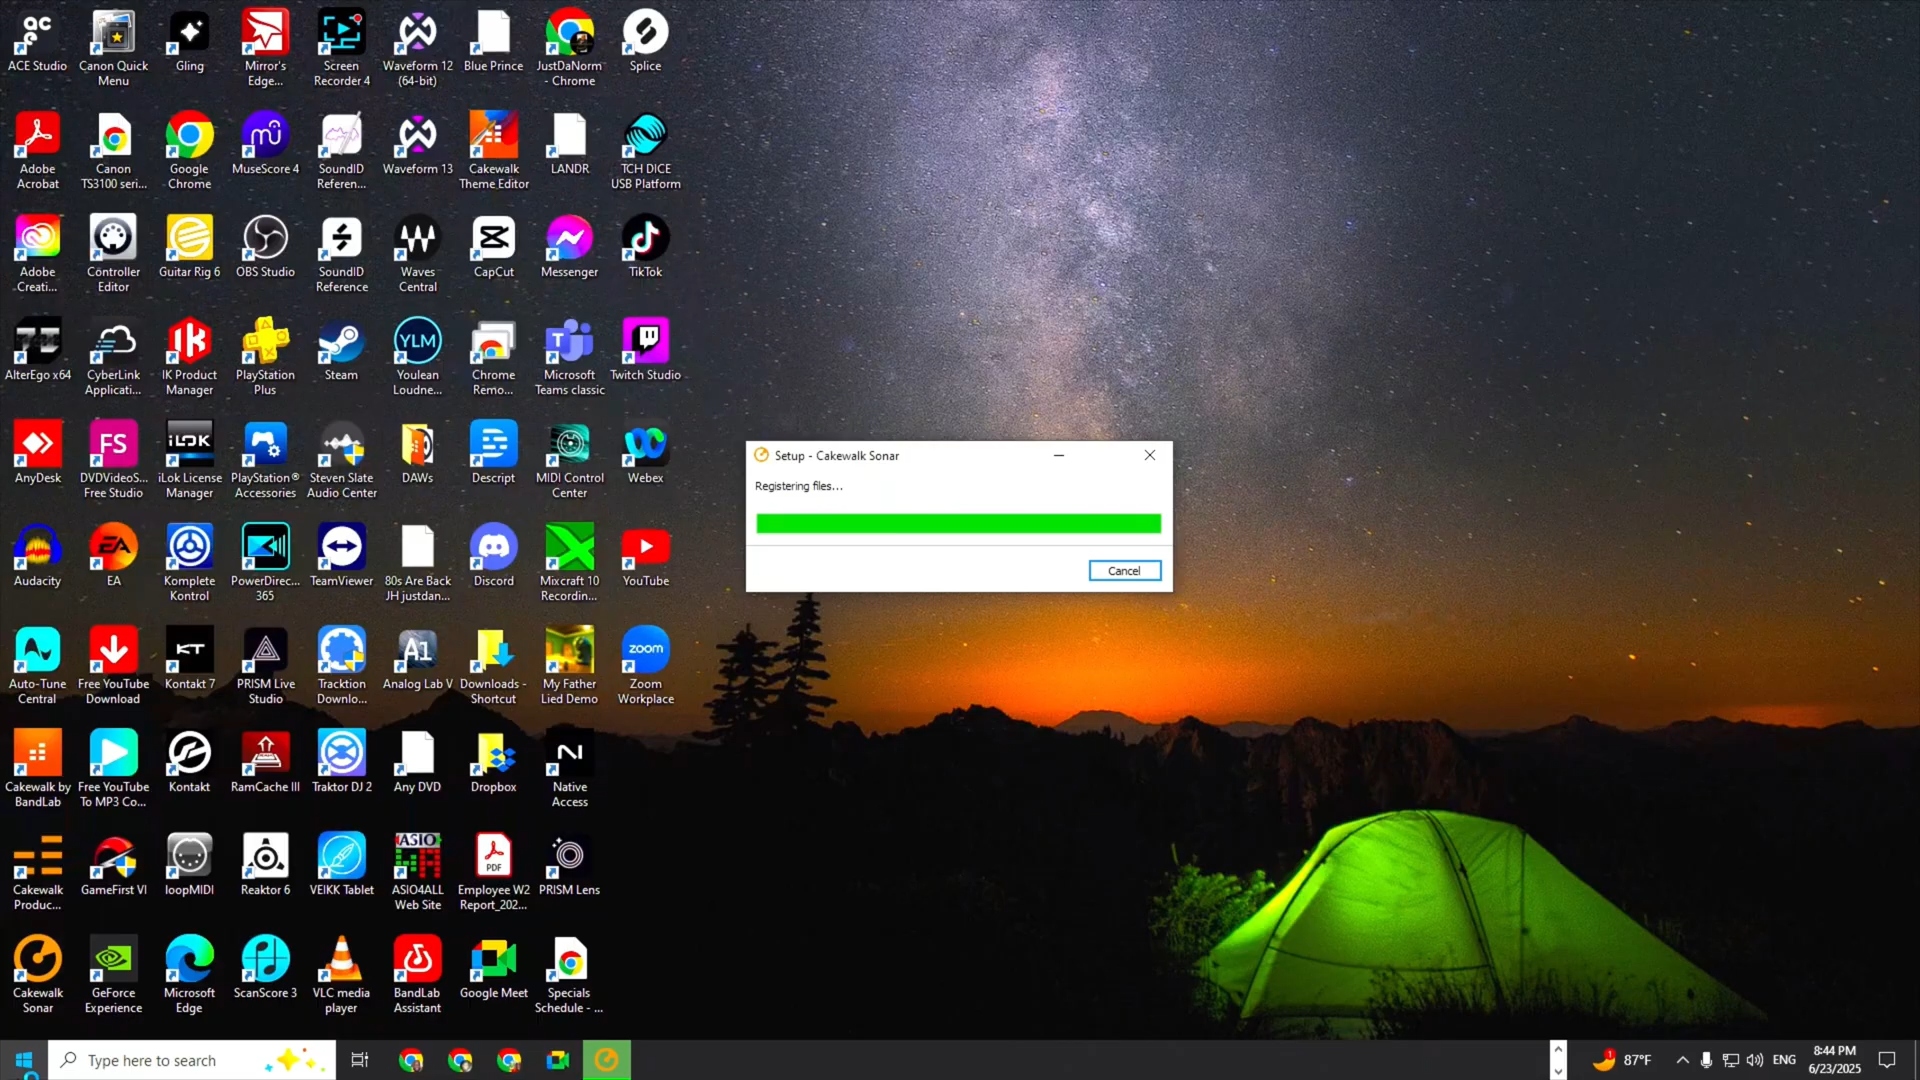 ACE Studio
Canon Quick
Menu
Gling
Mirror's
Edge...
Screen
Recorder 4
Waveform 12
(64-bit)
Blue Prince
JustDaNorm
- Chrome
Splice
Adobe
Acrobat
Canon
TS3100 seri...
Google
Chrome
MuseScore 4
SoundID
Referen...
Waveform 13
Cakewalk
Theme Editor
LANDR
TCH DICE
USB Platform
Adobe
Creati...
Controller
Editor
Guitar Rig 6
OBS Studio
SoundID
Reference
Waves
Central
CapCut
Messenger
TikTok
AlterEgo x64
CyberLink
Applicati...
IK Product
Manager
PlayStation
Plus
Steam
YLM
Youlean
Loudne...
Chrome
Remo...
Microsoft
Teams classic
Twitch Studio
AnyDesk
FS
DVDVideoS...
Free Studio
iLOK
iLok License
Manager
PlayStation®
Accessories
Steven Slate
Audio Center
DAWs
Descript
MIDI Control
Center
Webex
Setup - Cakewalk Sonar
Registering files...
Cancel
Audacity
EA
EA
Komplete
Kontrol
PowerDirec...
365
TeamViewer
80s Are Back
JH justdan...
Discord
Mixcraft 10
Recordin...
YouTube
Auto-Tune
Central
Free YouTube
Download
KT
Kontakt 7
PRISM Live
Studio
Tracktion
Downlo...
A1
Analog Lab V
Downloads -
Shortcut
My Father
Lied Demo
zoom
Zoom
Workplace
Cakewalk by
BandLab
Free YouTube
To MP3 Co...
Kontakt
RamCache III
Traktor DJ 2
Any DVD
Dropbox
N
Native
Access
Cakewalk
Produc...
GameFirst VI
loopMIDI
Reaktor 6
VEIKK Tablet
ASIO
ASIO4ALL
Web Site
PDF
Employee W2
Report_202...
PRISM Lens
Cakewalk
Sonar
GeForce
Experience
Microsoft
Edge
ScanScore 3
VLC media
player
BandLab
Assistant
Google Meet
Specials
Schedule - ...
Type here to search
1
87°F
ENG
8:44 PM
6/23/2025